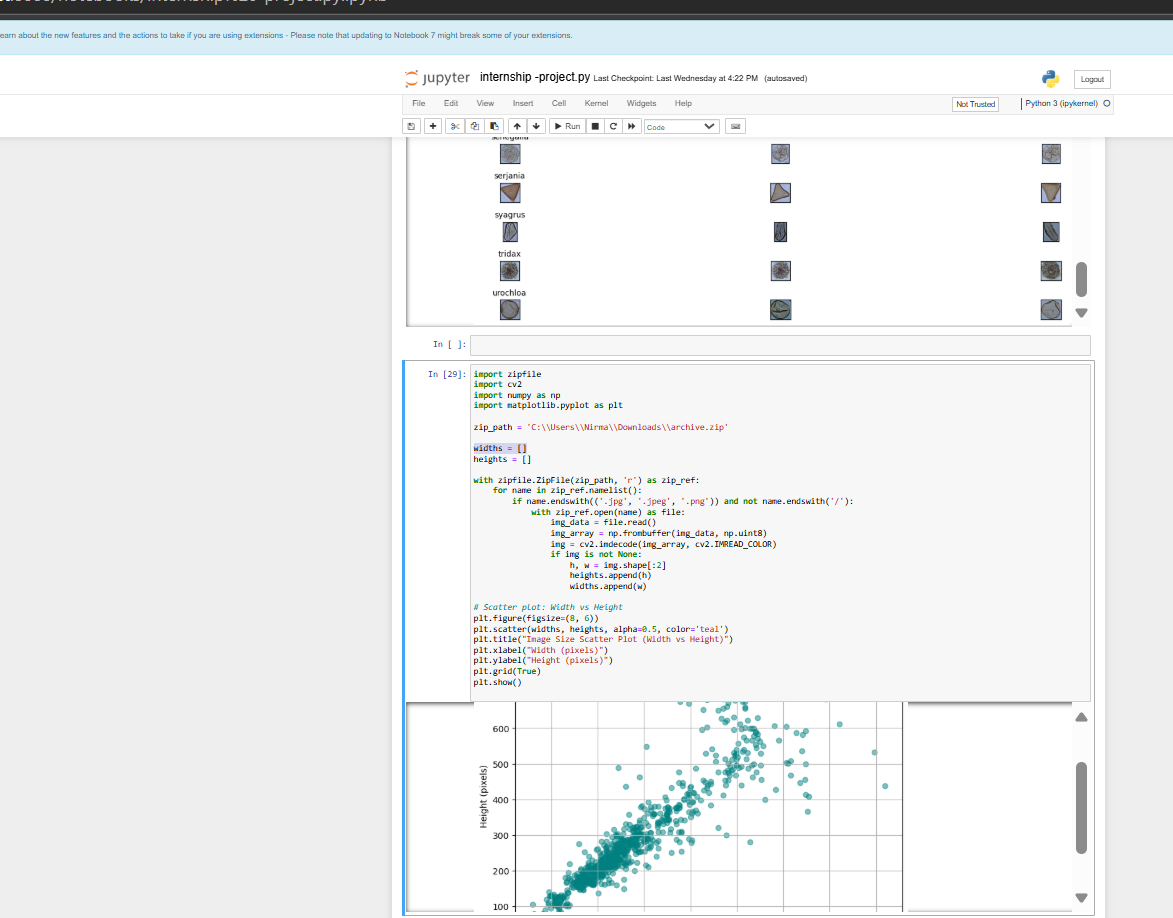 earn about the new features and the actions to take if you are using extensions - Please note that updating to Notebook 7 might break some of your extensions.
jupyter internship -project.py Last Checkpoint: Last Wednesday at 4:22 PM (autosaved)
Logout
File Edit View Insert Cell Kernel Widgets Help
Not Trusted
Python 3 (ipykernel)
Run
Code
serjania
syagrus
tridax
urochloa
In [ ]:
In [29]:
import zipfile
import cv2
import numpy as np
import matplotlib.pyplot as plt
zip_path = 'C:\\Users\\Nirma\\Downloads\\archive.zip'
widths = []
heights = []
with zipfile.ZipFile(zip_path, 'r') as zip_ref:
for name in zip_ref.namelist():
if name.endswith(('.jpg', '.jpeg', '.png')) and not name.endswith('/'):
with zip_ref.open(name) as file:
img_data = file.read()
img_array = np.frombuffer(img_data, np.uint8)
img = cv2.imdecode(img_array, cv2.IMREAD_COLOR)
if img is not None:
h, w = img.shape[:2]
heights.append(h)
widths.append(w)
# Scatter plot: Width vs Height
plt.figure(figsize=(8, 6))
plt.scatter(widths, heights, alpha=0.5, color='teal')
plt.title("Image Size Scatter Plot (Width vs Height)")
plt.xlabel("Width (pixels)")
plt.ylabel("Height (pixels)")
plt.grid(True)
plt.show()
Height (pixels)
600
500
400
300
200
100